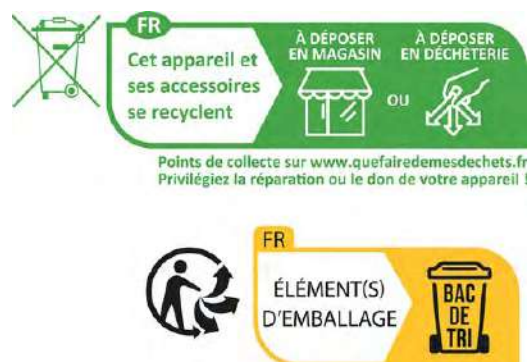 FR
Cet appareil et
ses accessoires
se recyclent
À DÉPOSER
EN MAGASIN
OU
À DÉPOSER
EN DÉCHÈTERIE
Points de collecte sur www.quefairedemesdechets.fr
Privilégiez la réparation ou le don de votre appareil !
FR
ÉLÉMENT(S)
D'EMBALLAGE
BAC
DE
TRI